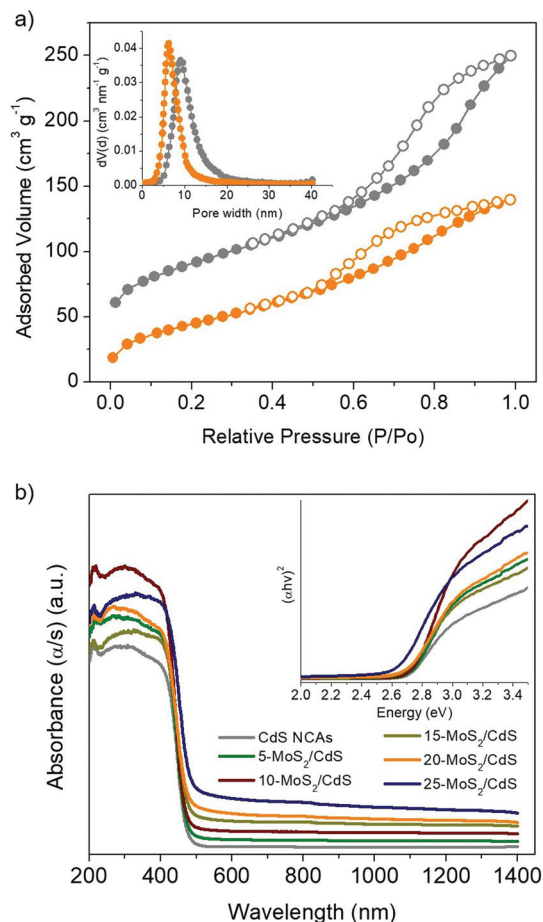 a)
250
200
150
100
50
0
Adsorbed Volume (cm³ g⁻¹)
0.0 0.2 0.4 0.6 0.8 1.0
Relative Pressure (P/Po)
0.04
0.03
0.02
0.01
0.00
dV(d) (cm³ nm⁻¹ g⁻¹)
0 10 20 30 40
Pore width (nm)
b)
Absorbance (α/s) (a.u.)
(αhν)²
2.0 2.2 2.4 2.6 2.8 3.0 3.2 3.4
Energy (eV)
CdS NCAs
5-MoS₂/CdS
10-MoS₂/CdS
15-MoS₂/CdS
20-MoS₂/CdS
25-MoS₂/CdS
200 400 600 800 1000 1200 1400
Wavelength (nm)